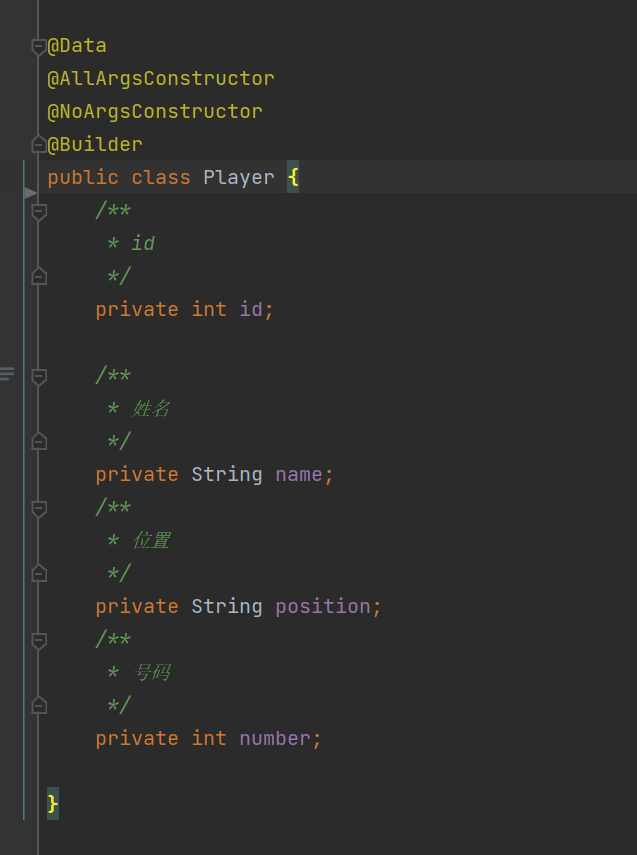 @Data
@AllArgsConstructor
@NoArgsConstructor
@Builder
public class Player {
/**
* id
*/
private int id;
/**
* 姓名
*/
private String name;
/**
* 位置
*/
private String position;
/**
* 号码
*/
private int number;
}